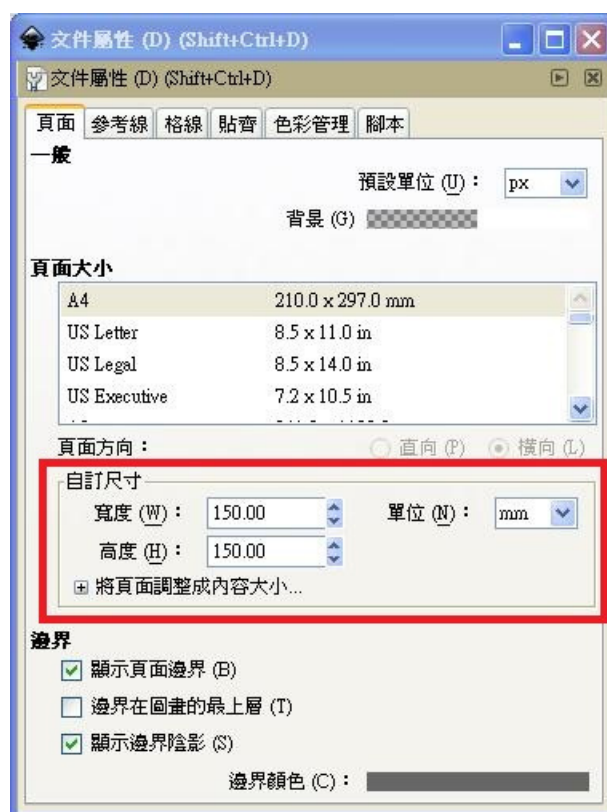 文件屬性 (D) (Shift+Ctrl+D)
文件屬性 (D) (Shift+Ctrl+D)
頁面 參考線 格線 貼齊 色彩管理 腳本
一般
預設單位 (U)： px
背景 (G)
頁面大小
A4 210.0 x 297.0 mm
US Letter 8.5 x 11.0 in
US Legal 8.5 x 14.0 in
US Executive 7.2 x 10.5 in
頁面方向： 直向 (P) 橫向 (L)
自訂尺寸
寬度 (W)： 150.00 單位 (N)： mm
高度 (H)： 150.00
將頁面調整成內容大小...
邊界
顯示頁面邊界 (B)
邊界在圖畫的最上層 (T)
顯示邊界陰影 (S)
邊界顏色 (C)：